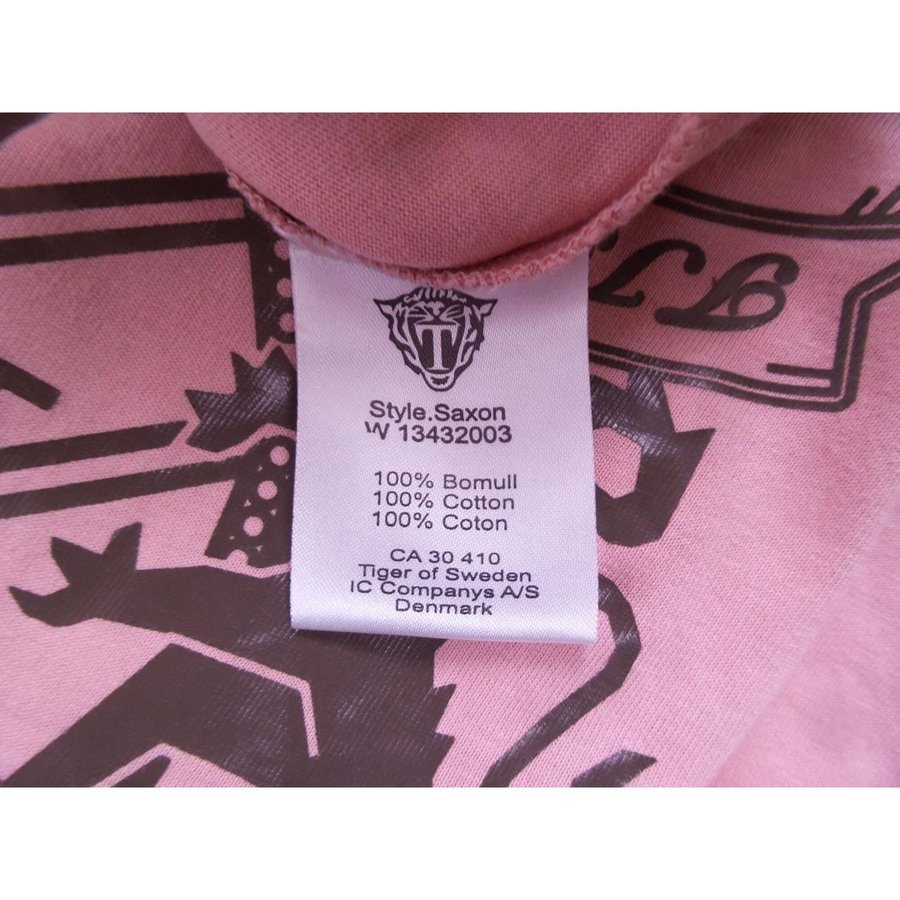 T
Style.Saxon
W 13432003
100% Bomull
100% Cotton
100% Coton
CA 30 410
Tiger of Sweden
IC Companys A/S
Denmark